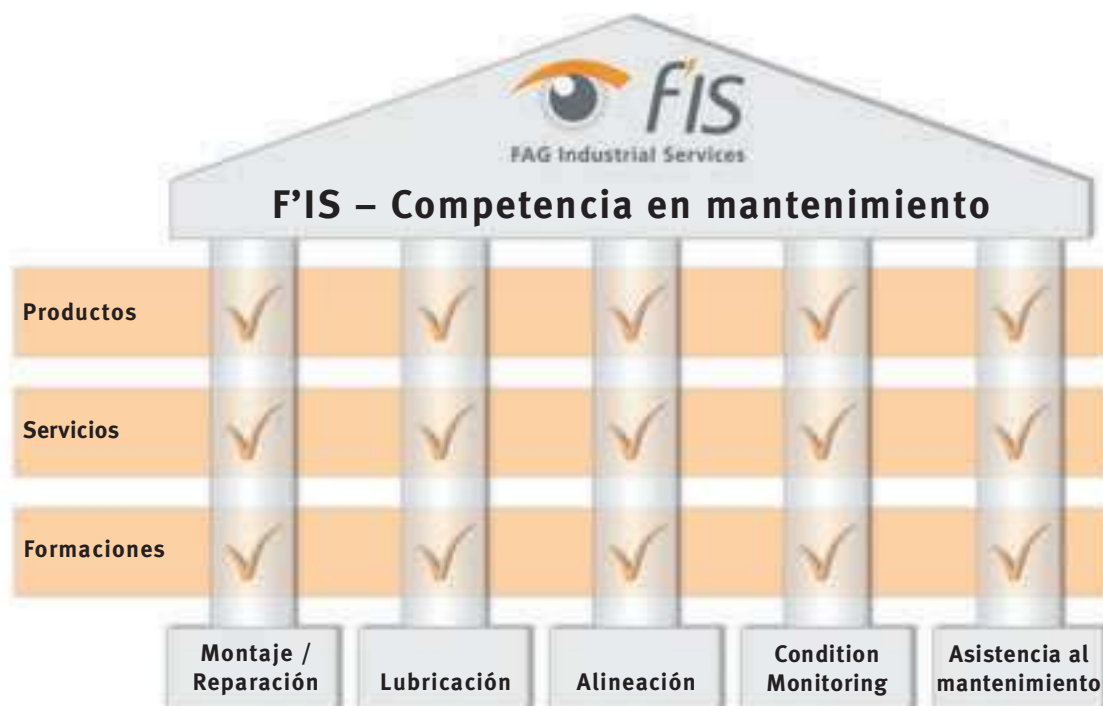 F'IS
FAG Industrial Services
F’IS – Competencia en mantenimiento
Productos
Servicios
Formaciones
Montaje /
Reparación
Lubricación
Alineación
Condition
Monitoring
Asistencia al
mantenimiento